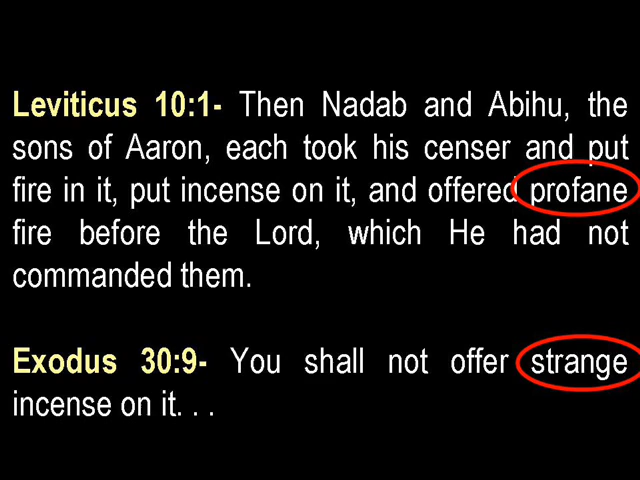 Leviticus 10:1- Then Nadab and Abihu, the
sons of Aaron, each took his censer and put
fire in it, put incense on it, and offered profane
fire before the Lord, which He had not
commanded them.
Exodus 30:9- You shall not offer strange
incense on it. . .